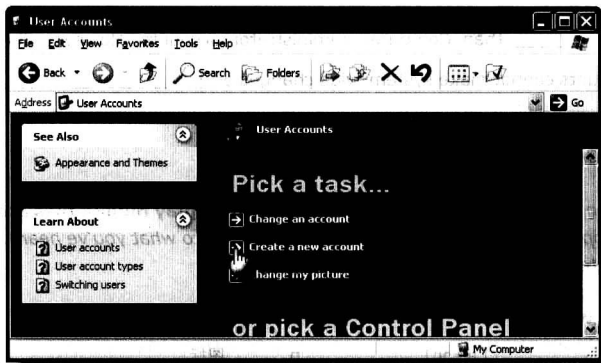 User Accounts
File Edit View Favorites Tools Help
Back Search Folders
Address User Accounts Go
See Also
Appearance and Themes
Learn About
User accounts
User account types
Switching users
User Accounts
Pick a task...
Change an account
Create a new account
hange my picture
or pick a Control Panel
My Computer